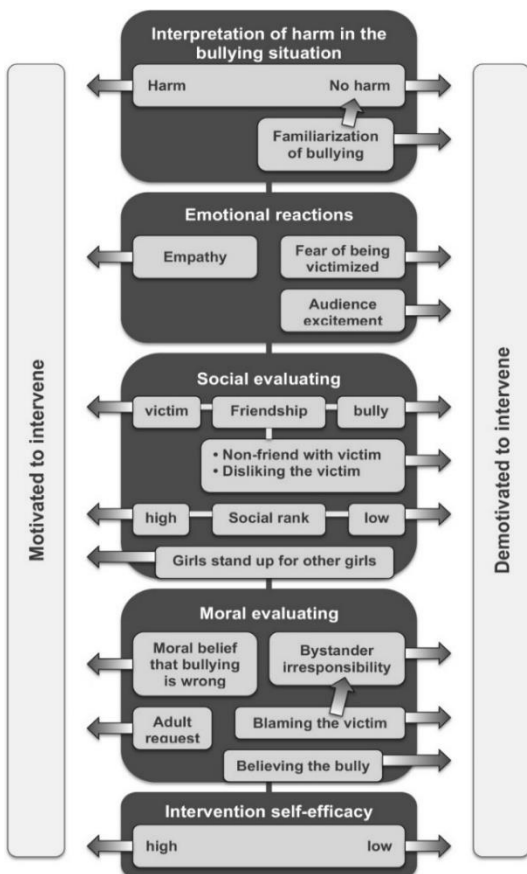 Interpretation of harm in the
bullying situation
Harm No harm
Familiarization
of bullying
Emotional reactions
Empathy
Fear of being
victimized
Audience
excitement
Social evaluating
victim Friendship bully
• Non-friend with victim
• Disliking the victim
high Social rank low
Girls stand up for other girls
Moral evaluating
Moral belief
that bullying
is wrong
Bystander
irresponsibility
Adult
request
Blaming the victim
Believing the bully
Intervention self-efficacy
high low
Motivated to intervene
Demotivated to intervene